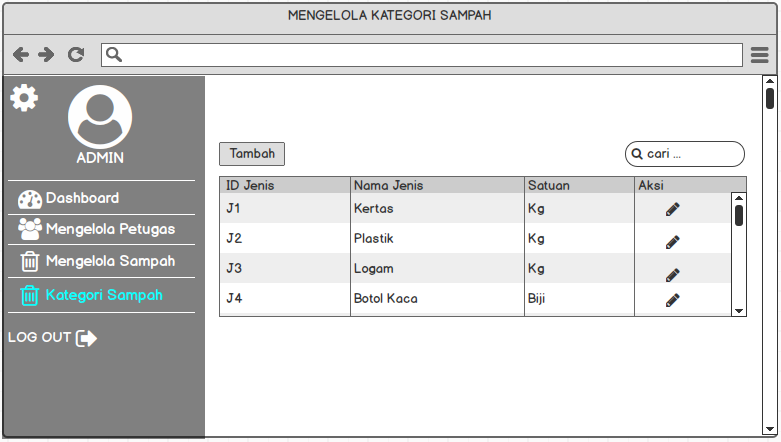 MENGELOLA KATEGORI SAMPAH
ADMIN
Dashboard
Mengelola Petugas
Mengelola Sampah
Kategori Sampah
LOG OUT
Tambah
cari ...
ID Jenis Nama Jenis Satuan Aksi
J1 Kertas Kg
J2 Plastik Kg
J3 Logam Kg
J4 Botol Kaca Biji